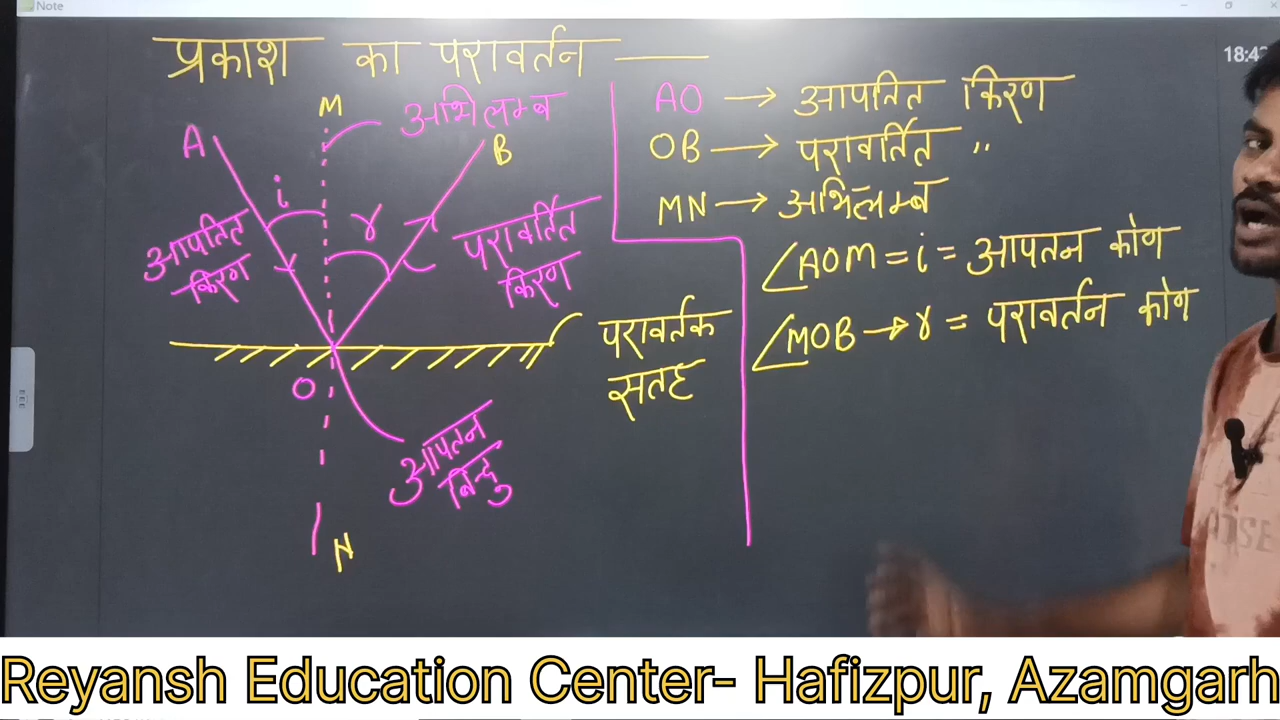 Note
18:4
प्रकाश का परावर्तन
M
अभिलम्ब
A
B
i
r
आपतित
किरण
परावर्तित
किरण
परावर्तक
सतह
O
आपतन
बिन्दु
N
AO → आपतित किरण
OB → परावर्तित "
MN → अभिलम्ब
∠AOM = i = आपतन कोण
∠MOB → r = परावर्तन कोण
Reyansh Education Center- Hafizpur, Azamgarh